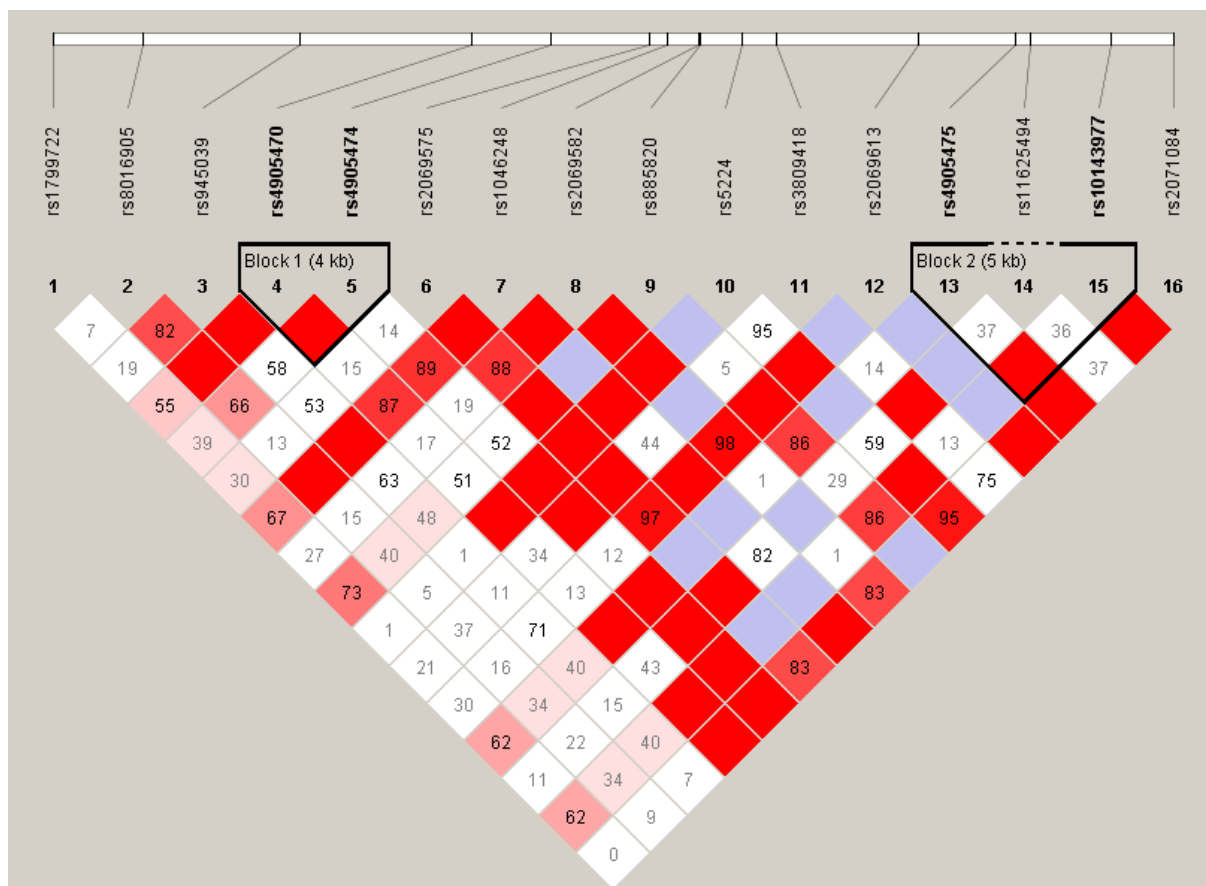 rs1799722
rs8016905
rs945039
rs4905470
rs4905474
rs2069575
rs1046248
rs2069582
rs885820
rs5224
rs3809418
rs2069613
rs4905475
rs11625494
rs10143977
rs2071084
Block 1 (4 kb)
Block 2 (5 kb)
1 2 3 4 5 6 7 8 9 10 11 12 13 14 15 16
7 82 14 95 37 36
19 58 15 89 88 5 14 37
55 66 53 87 19
39 13 17 52 44 98 86 59 13
30 63 51 1 29 75
67 15 48 97 86 95
27 40 1 34 12 82 1
73 5 11 13 83
1 37 71
21 16 40 43 83
30 34 15
62 22 40
11 34 7
62 9
0